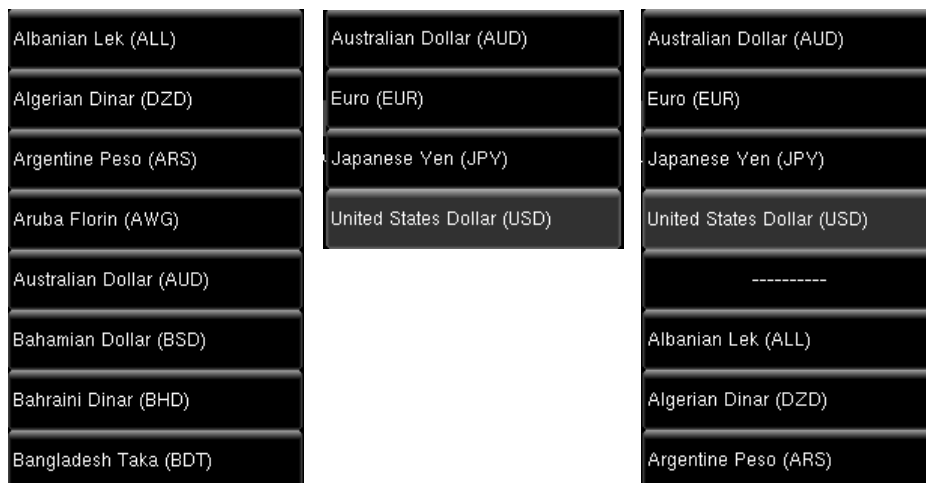 Albanian Lek (ALL)
Algerian Dinar (DZD)
Argentine Peso (ARS)
Aruba Florin (AWG)
Australian Dollar (AUD)
Bahamian Dollar (BSD)
Bahraini Dinar (BHD)
Bangladesh Taka (BDT)
Australian Dollar (AUD)
Euro (EUR)
Japanese Yen (JPY)
United States Dollar (USD)
Australian Dollar (AUD)
Euro (EUR)
Japanese Yen (JPY)
United States Dollar (USD)
----------
Albanian Lek (ALL)
Algerian Dinar (DZD)
Argentine Peso (ARS)